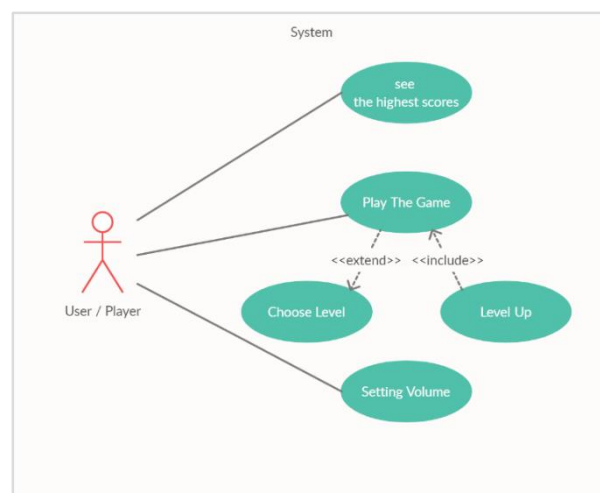 System
see
the highest scores
Play The Game
<<extend>> <<include>>
Choose Level
Level Up
User / Player
Setting Volume